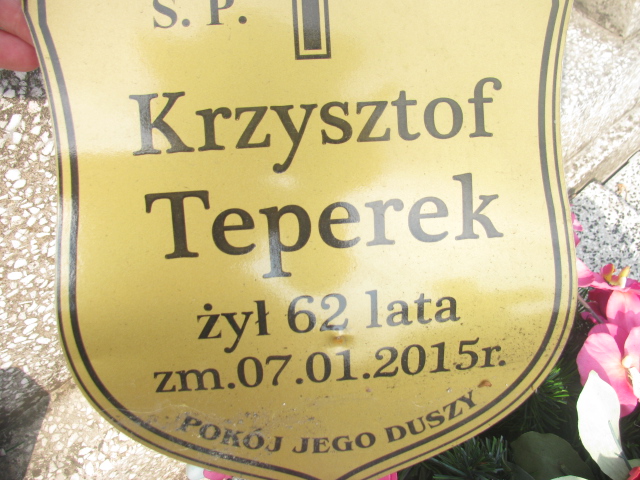 Ś. P.
Krzysztof
Teperek
żył 62 lata
zm.07.01.2015r.
POKÓJ JEGO DUSZY